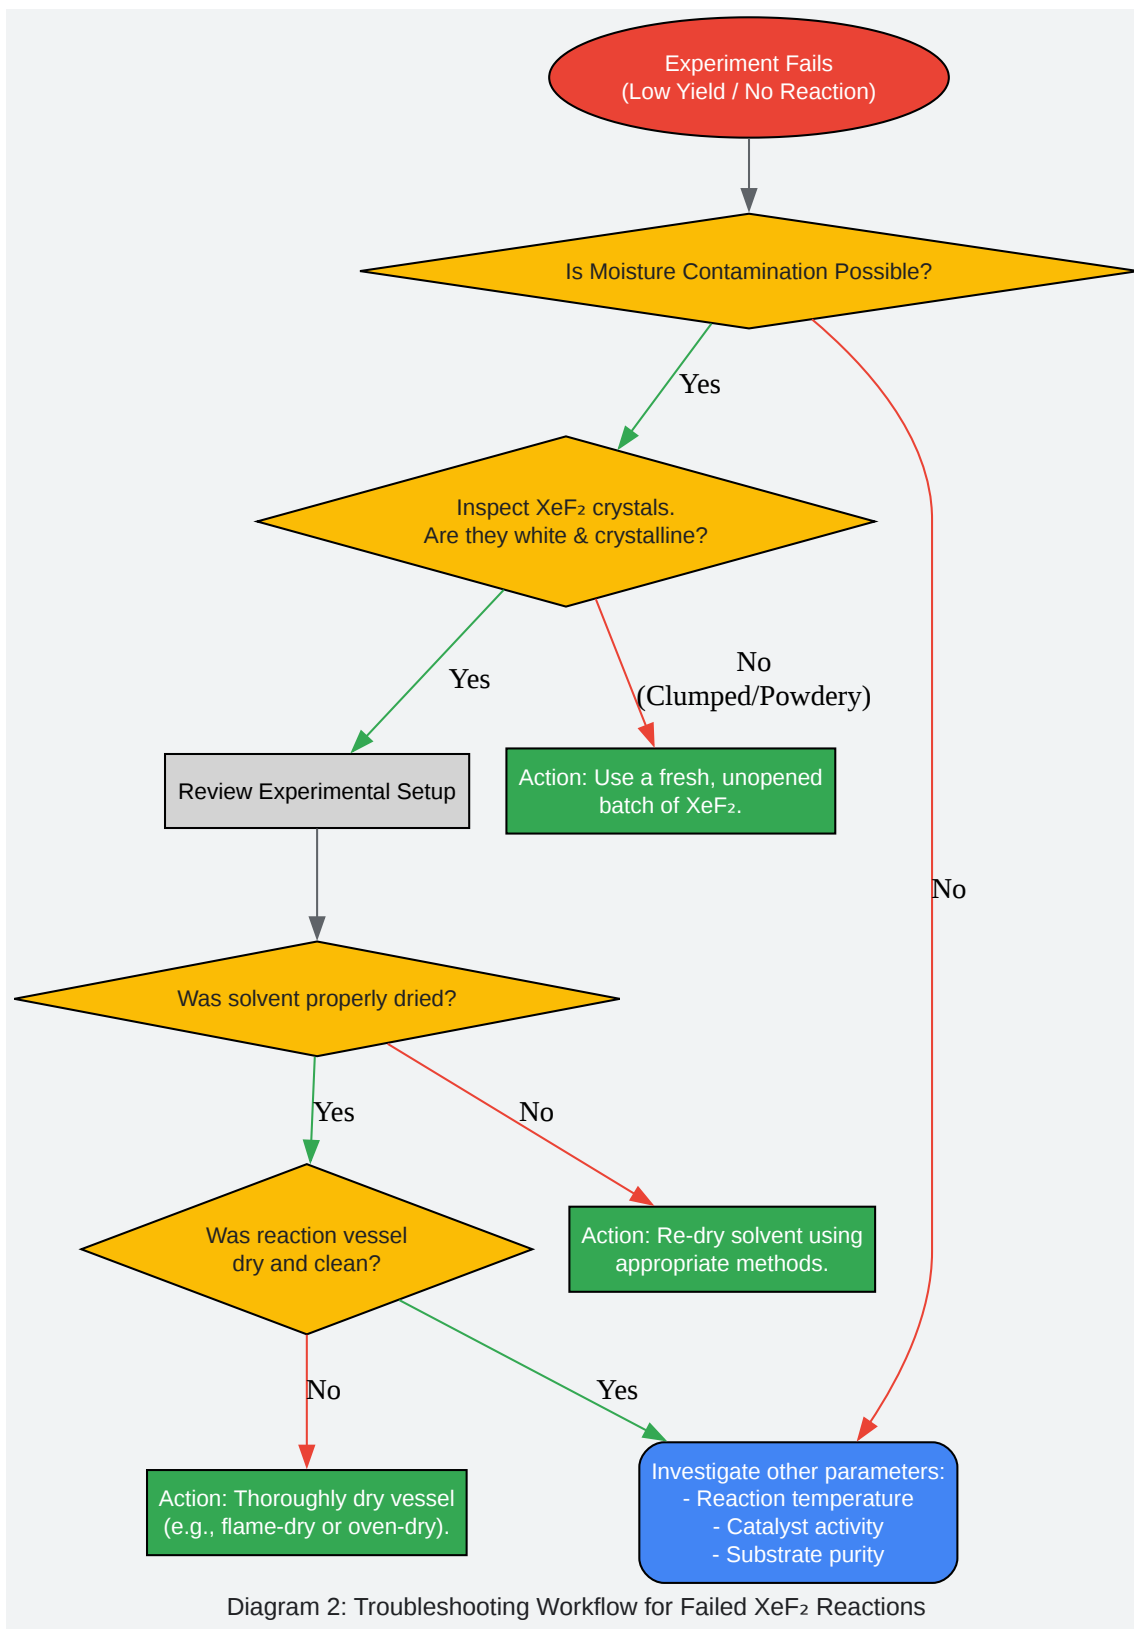 Experiment Fails
(Low Yield / No Reaction)
Is Moisture Contamination Possible?
Yes
Inspect XeF₂ crystals.
Are they white & crystalline?
No
(Clumped/Powdery)
Yes
Review Experimental Setup
Action: Use a fresh, unopened
batch of XeF₂.
No
Was solvent properly dried?
Yes
No
Was reaction vessel
dry and clean?
Action: Re-dry solvent using
appropriate methods.
No
Yes
Action: Thoroughly dry vessel
(e.g., flame-dry or oven-dry).
Investigate other parameters:
- Reaction temperature
- Catalyst activity
- Substrate purity
Diagram 2: Troubleshooting Workflow for Failed XeF₂ Reactions